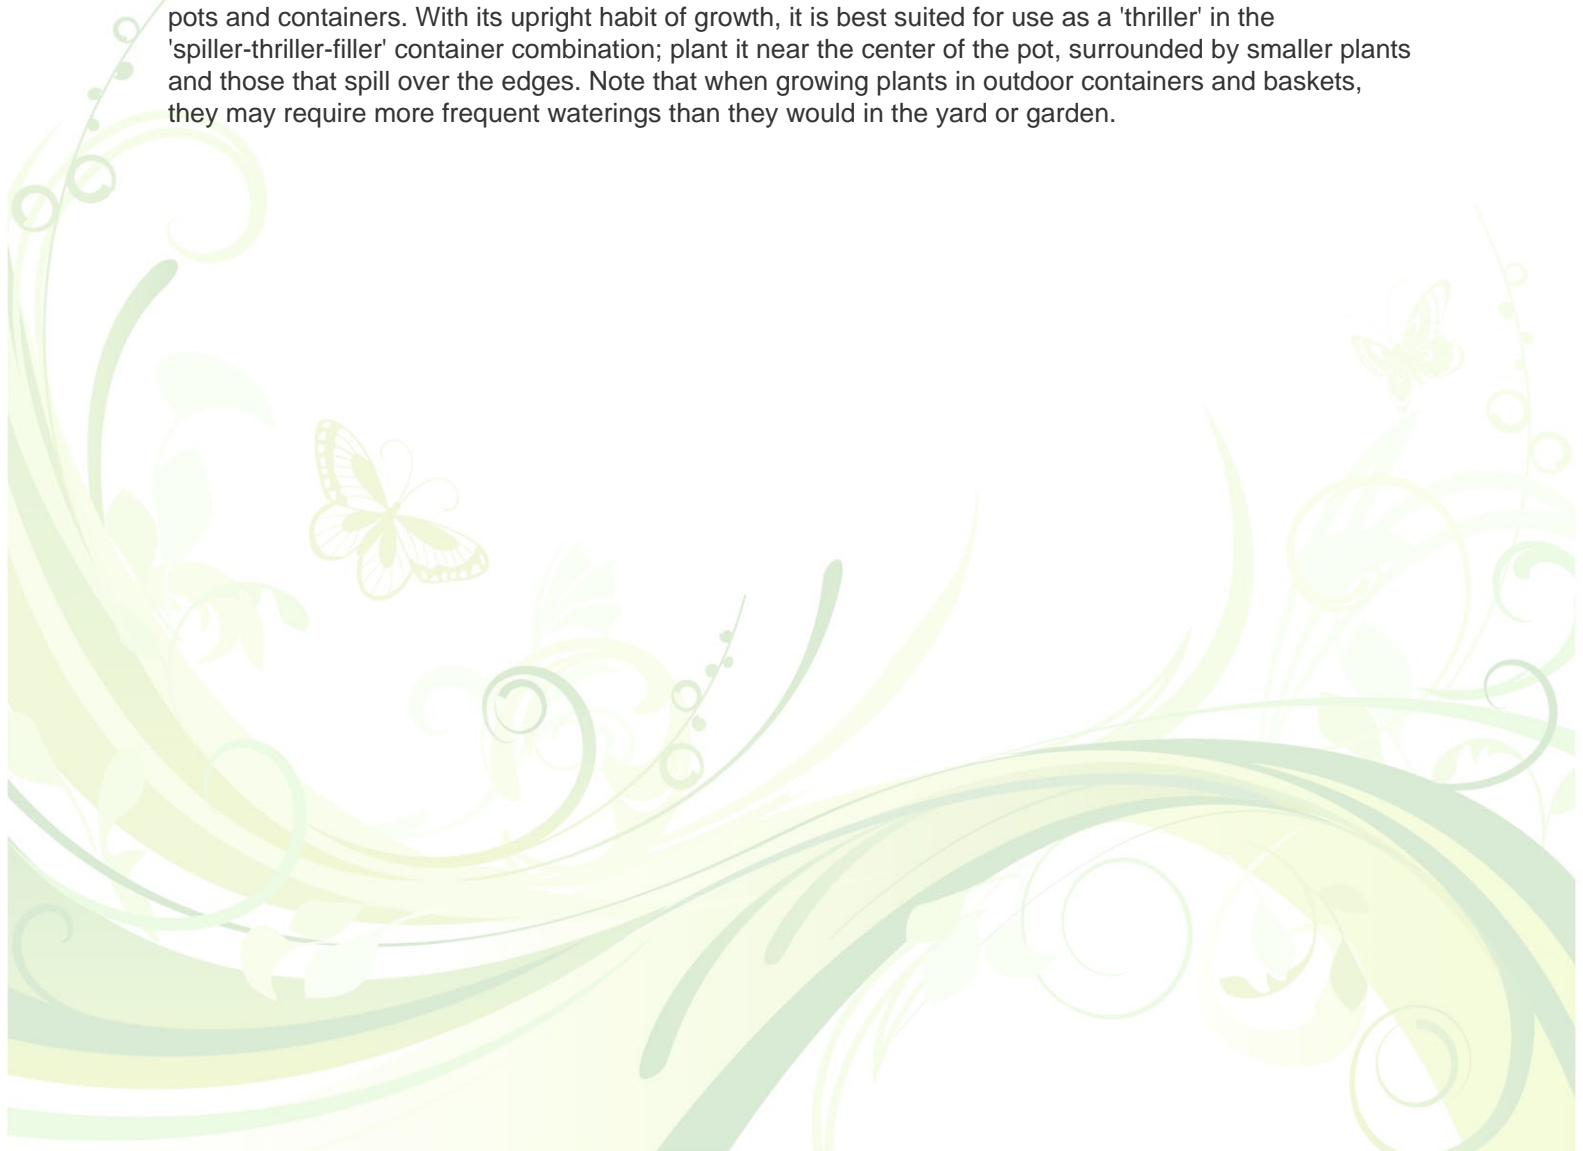 pots and containers. With its upright habit of growth, it is best suited for use as a 'thriller' in the
'spiller-thriller-filler' container combination; plant it near the center of the pot, surrounded by smaller plants
and those that spill over the edges. Note that when growing plants in outdoor containers and baskets,
they may require more frequent waterings than they would in the yard or garden.